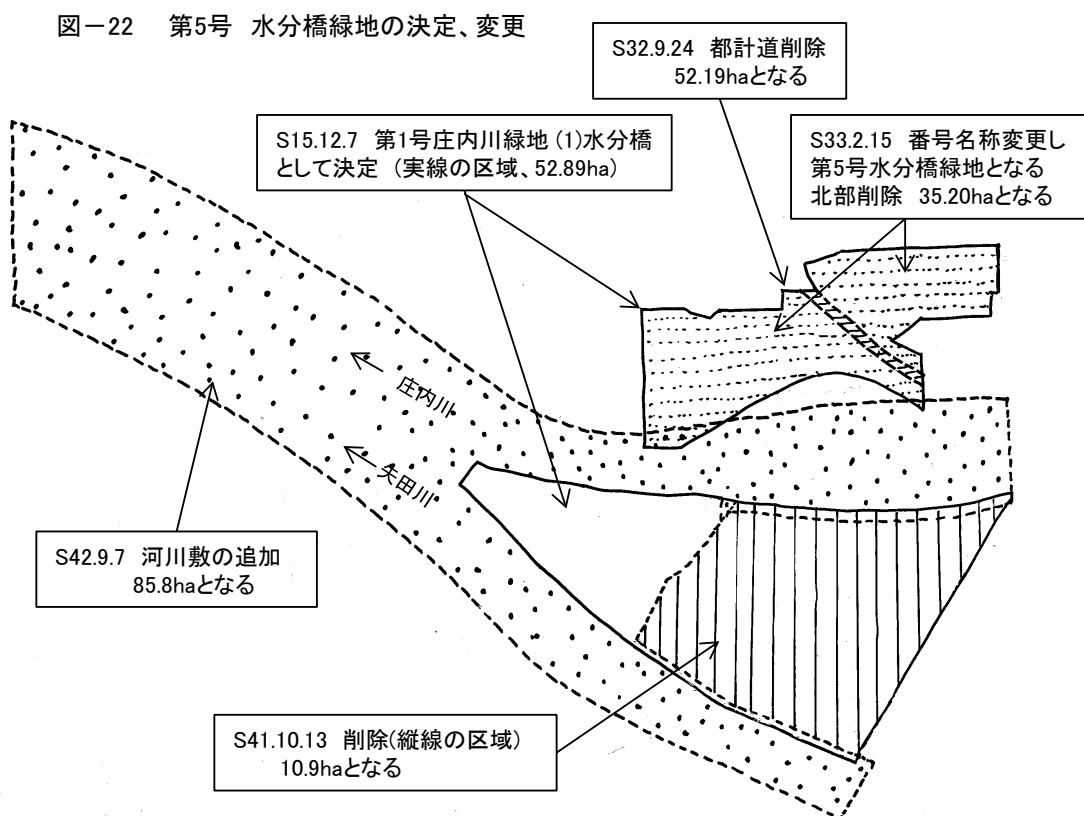 図－22 第5号 水分橋緑地の決定、変更
S32.9.24 都計道削除
52.19haとなる
S15.12.7 第1号庄内川緑地 (1)水分橋
として決定 (実線の区域、52.89ha)
S33.2.15 番号名称変更し
第5号水分橋緑地となる
北部削除 35.20haとなる
庄内川
矢田川
S42.9.7 河川敷の追加
85.8haとなる
S41.10.13 削除(縦線の区域)
10.9haとなる